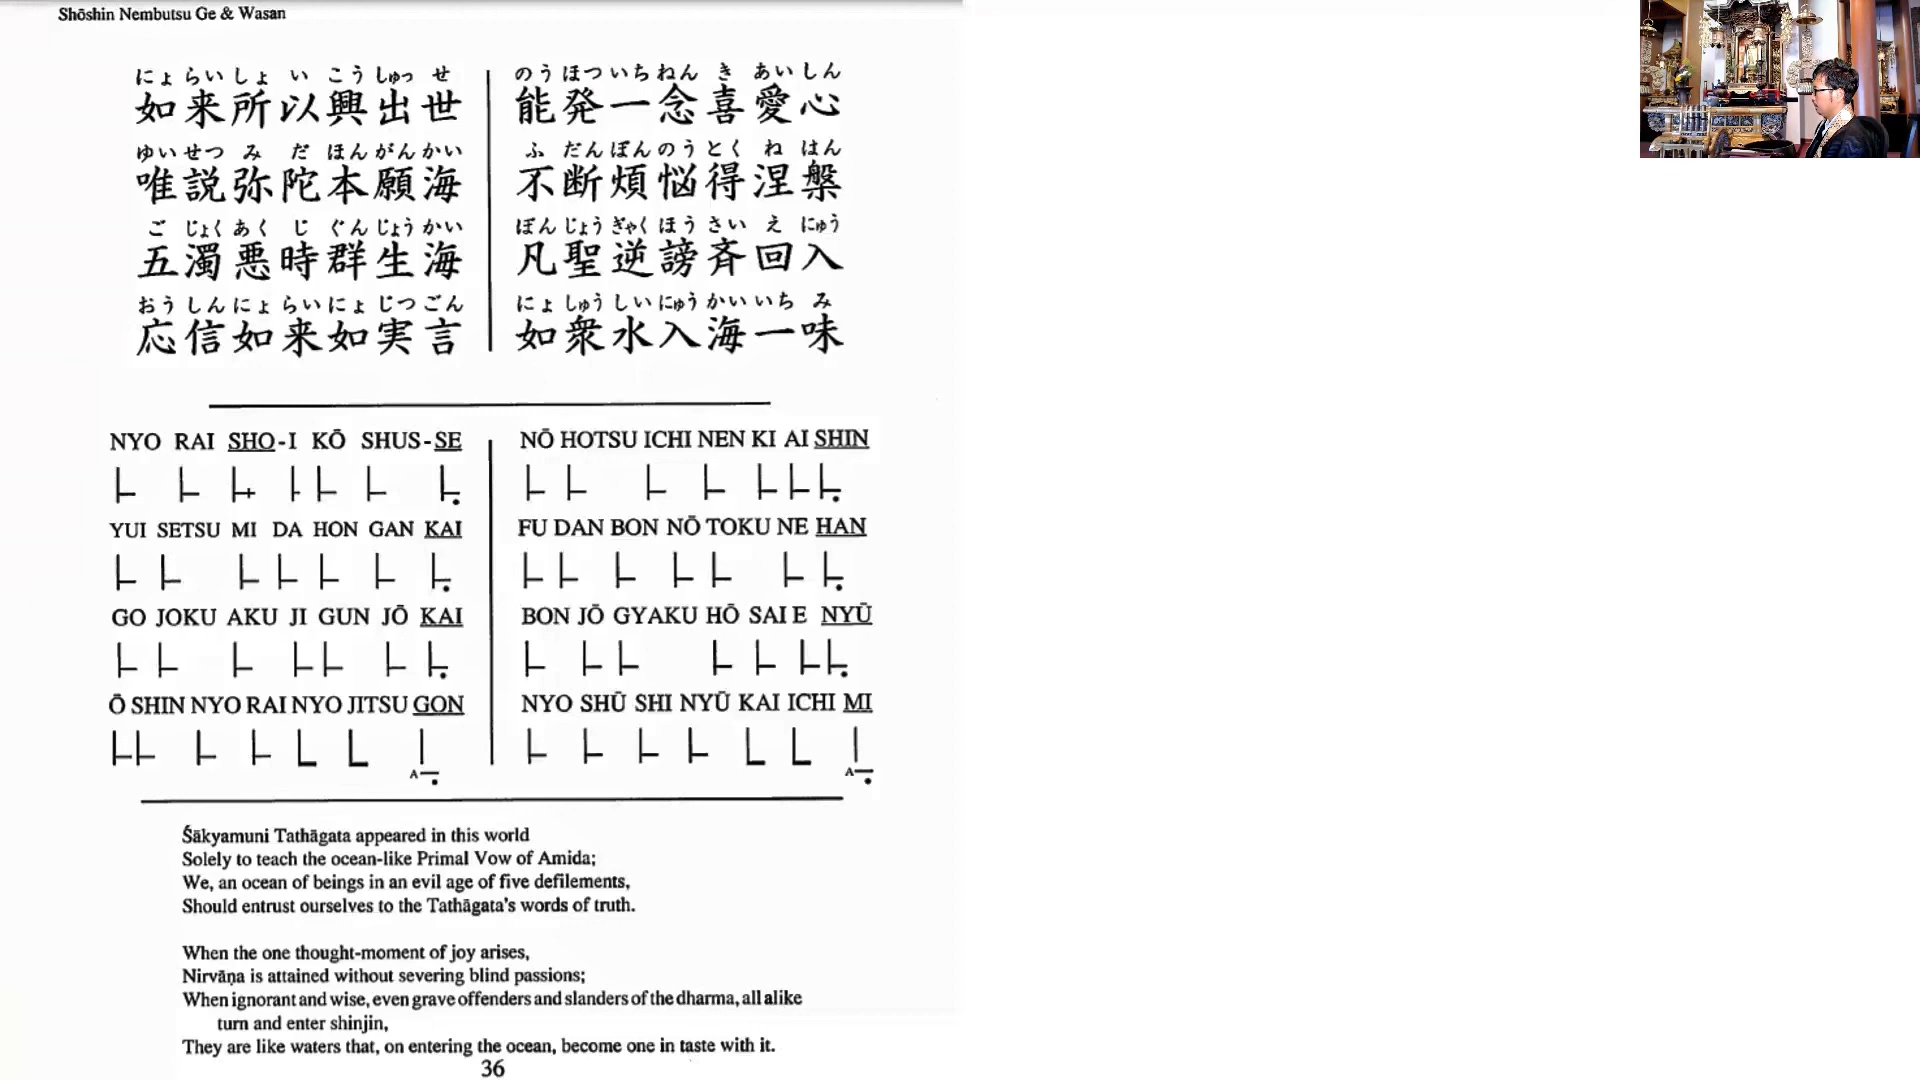 Shōshin Nembutsu Ge & Wasan
にょ らい しょ い こう しゅっ せ
如来所以興出世
ゆい せつ み だ ほん がん かい
唯説弥陀本願海
ご じょく あく じ ぐん じょう かい
五濁悪時群生海
おう しん にょ らい にょ じつ ごん
応信如来如実言
のう ほつ いち ねん き あい しん
能発一念喜愛心
ふ だん ぼん のう とく ね はん
不断煩悩得涅槃
ぼん じょう ぎゃく ほう さい え にゅう
凡聖逆謗斉回入
にょ しゅう しい にゅう かい いち み
如衆水入海一味
NYO RAI SHO-I KŌ SHUS-SE
YUI SETSU MI DA HON GAN KAI
GO JOKU AKU JI GUN JŌ KAI
Ō SHIN NYO RAI NYO JITSU GON
A
NŌ HOTSU ICHI NEN KI AI SHIN
FU DAN BON NŌ TOKU NE HAN
BON JŌ GYAKU HŌ SAI E NYŪ
NYO SHŪ SHI NYŪ KAI ICHI MI
A
Śākyamuni Tathāgata appeared in this world
Solely to teach the ocean-like Primal Vow of Amida;
We, an ocean of beings in an evil age of five defilements,
Should entrust ourselves to the Tathāgata's words of truth.
When the one thought-moment of joy arises,
Nirvāṇa is attained without severing blind passions;
When ignorant and wise, even grave offenders and slanders of the dharma, all alike
turn and enter shinjin,
They are like waters that, on entering the ocean, become one in taste with it.
36